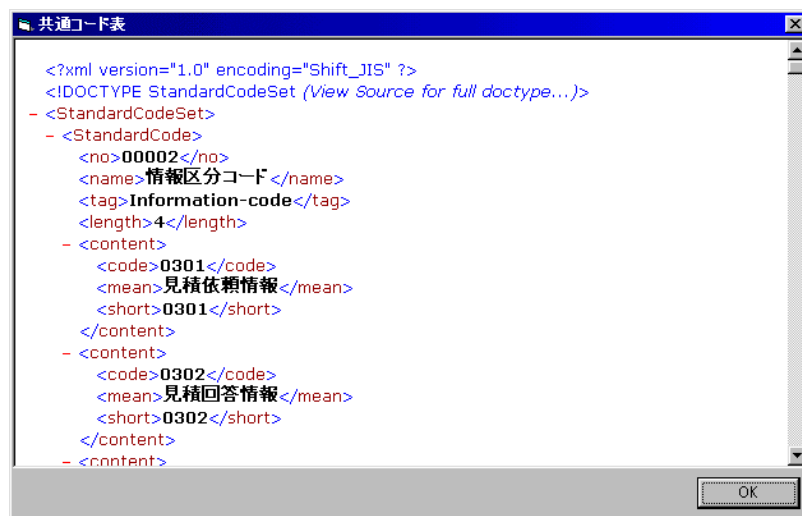 共通コード表
<?xml version="1.0" encoding="Shift_JIS" ?>
<!DOCTYPE StandardCodeSet (View Source for full doctype...)>
- <StandardCodeSet>
- <StandardCode>
<no>00002</no>
<name>情報区分コード</name>
<tag>Information-code</tag>
<length>4</length>
- <content>
<code>0301</code>
<mean>見積依頼情報</mean>
<short>0301</short>
</content>
- <content>
<code>0302</code>
<mean>見積回答情報</mean>
<short>0302</short>
</content>
- <content>
OK